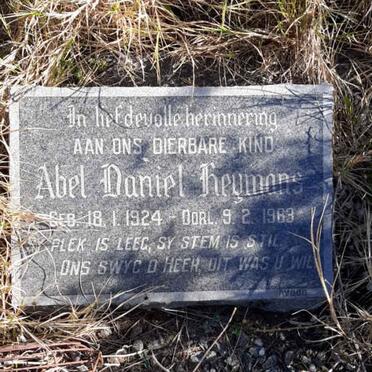 In liefdevolle herinnering
AAN ONS DIERBARE KIND
Abel Daniel Heymans
GEB. 18. 1. 1924 - OORL. 9. 2. 1963
SY PLEK IS LEEG, SY STEM IS STIL
ONS SWYG O HEER, DIT WAS U WIL